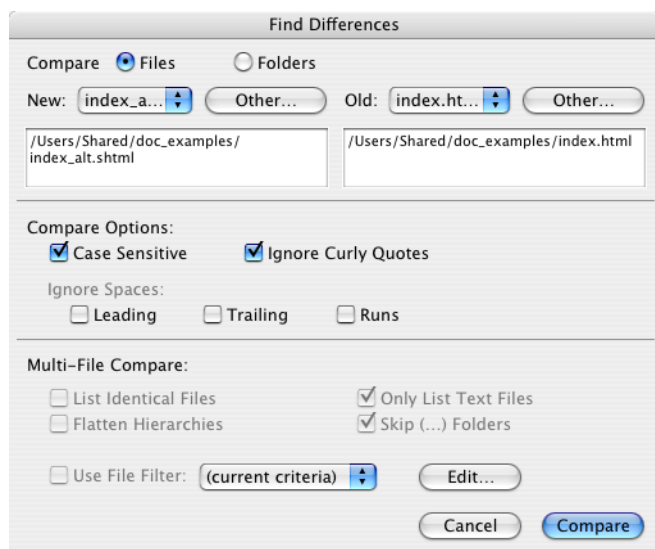 Find Differences
Compare Files Folders
New: index_a... Other... Old: index.ht... Other...
/Users/Shared/doc_examples/ /Users/Shared/doc_examples/index.html
index_alt.shtml
Compare Options:
Case Sensitive Ignore Curly Quotes
Ignore Spaces:
Leading Trailing Runs
Multi-File Compare:
List Identical Files Only List Text Files
Flatten Hierarchies Skip (...) Folders
Use File Filter: (current criteria) Edit...
Cancel Compare